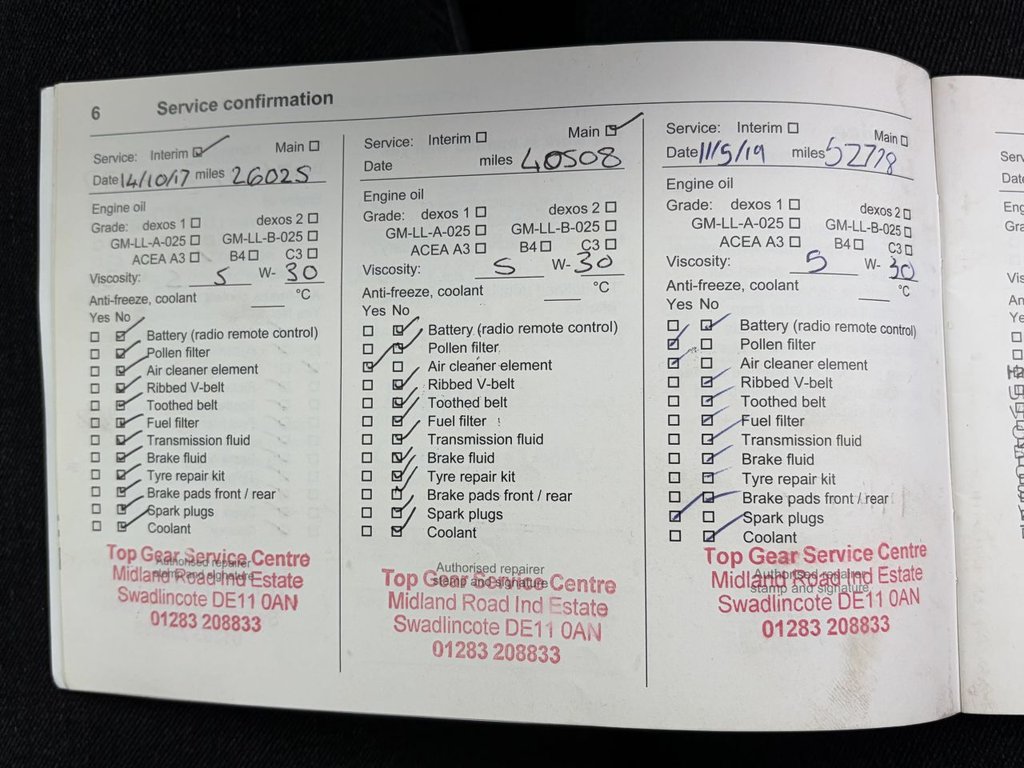 6 Service confirmation
Service: Interim Main
Date 14/10/17 miles 26025
Engine oil
Grade: dexos 1 dexos 2
GM-LL-A-025 GM-LL-B-025
ACEA A3 B4 C3
Viscosity: 5 W- 30
Anti-freeze, coolant °C
Yes No
Battery (radio remote control)
Pollen filter
Air cleaner element
Ribbed V-belt
Toothed belt
Fuel filter
Transmission fluid
Brake fluid
Tyre repair kit
Brake pads front / rear
Spark plugs
Coolant
Top Gear Service Centre
Authorised repairer
Midland Road Ind Estate
stamp and signature
Swadlincote DE11 0AN
01283 208833
Service: Interim Main
Date miles 40508
Engine oil
Grade: dexos 1 dexos 2
GM-LL-A-025 GM-LL-B-025
ACEA A3 B4 C3
Viscosity: 5 W- 30
Anti-freeze, coolant °C
Yes No
Battery (radio remote control)
Pollen filter
Air cleaner element
Ribbed V-belt
Toothed belt
Fuel filter
Transmission fluid
Brake fluid
Tyre repair kit
Brake pads front / rear
Spark plugs
Coolant
Authorised repairer
stamp and signature
Top Gear Service Centre
Midland Road Ind Estate
Swadlincote DE11 0AN
01283 208833
Service: Interim Main
Date 11/5/19 miles 52778
Engine oil
Grade: dexos 1 dexos 2
GM-LL-A-025 GM-LL-B-025
ACEA A3 B4 C3
Viscosity: 5 W- 30
Anti-freeze, coolant °C
Yes No
Battery (radio remote control)
Pollen filter
Air cleaner element
Ribbed V-belt
Toothed belt
Fuel filter
Transmission fluid
Brake fluid
Tyre repair kit
Brake pads front / rear
Spark plugs
Coolant
Top Gear Service Centre
Authorised repairer
Midland Road Ind Estate
stamp and signature
Swadlincote DE11 0AN
01283 208833